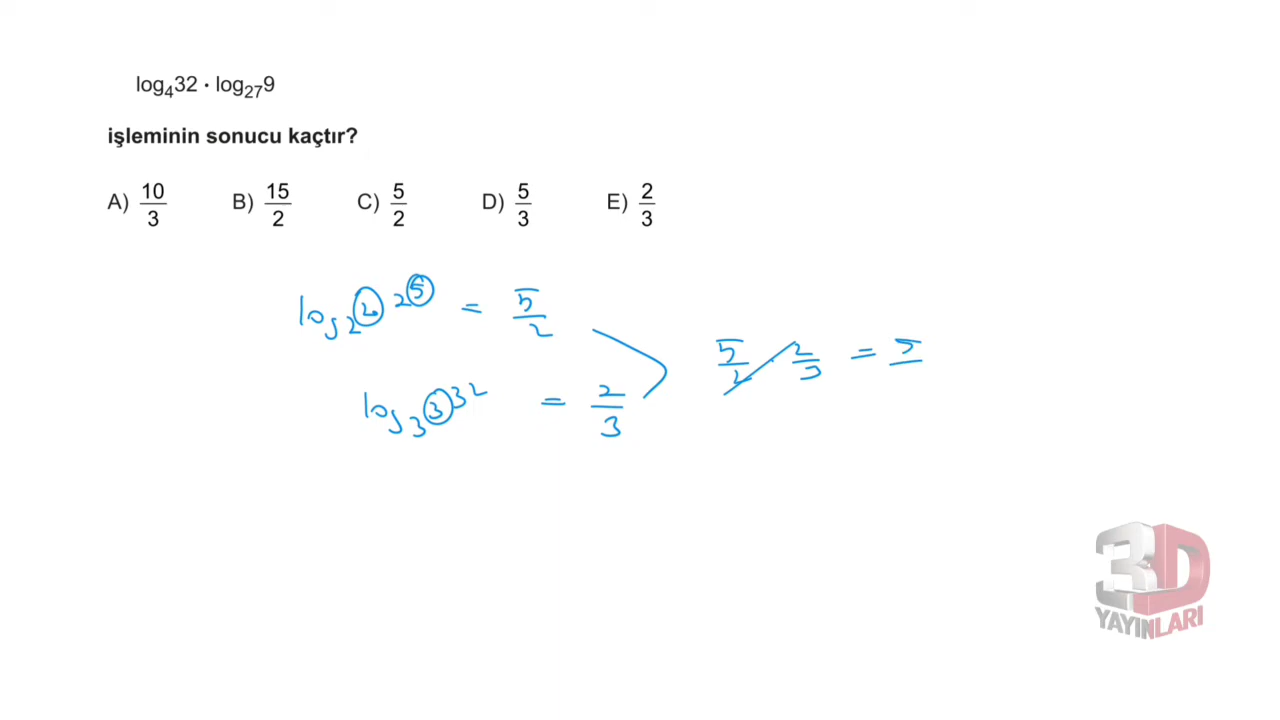 log₄32 · log₂₇9
işleminin sonucu kaçtır?
A) 10/3 B) 15/2 C) 5/2 D) 5/3 E) 2/3
log₂² 2⁵ = 5/2
log₃³ 3² = 2/3
5/2 · 2/3 = 5
3D
YAYINLARI